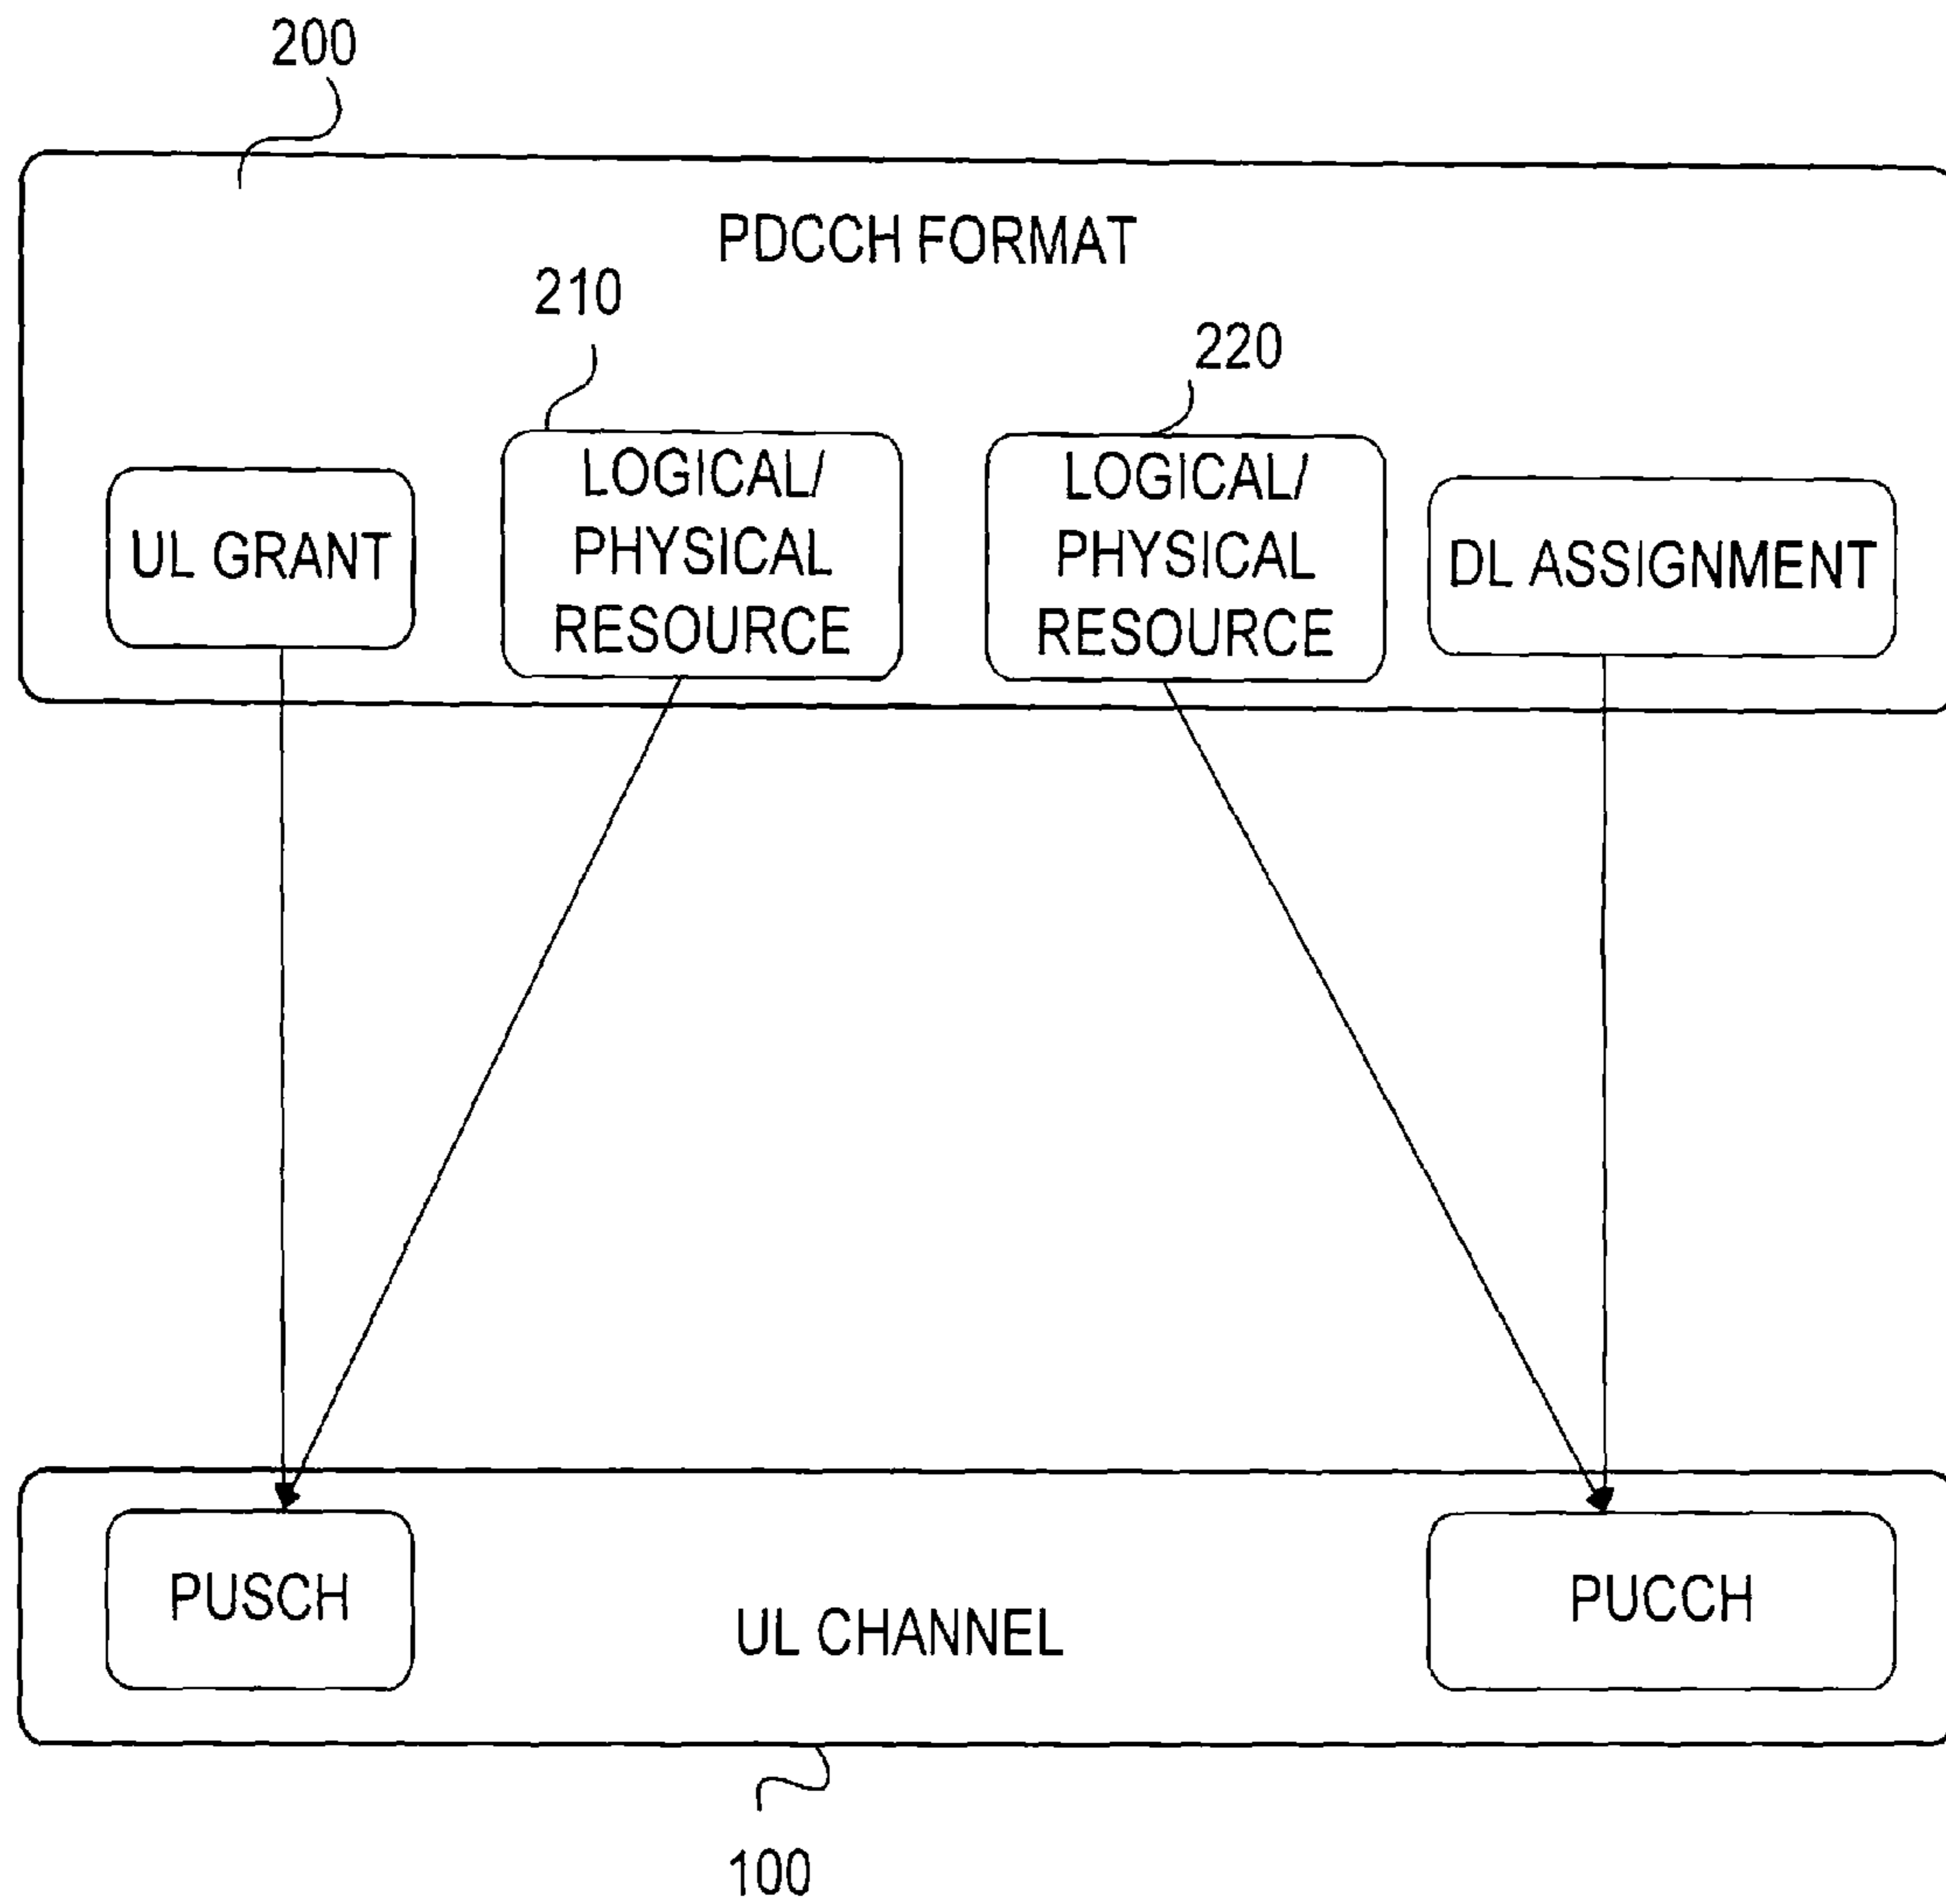 200
PDCCH FORMAT
210
220
UL GRANT
LOGICAL/
PHYSICAL
RESOURCE
LOGICAL/
PHYSICAL
RESOURCE
DL ASSIGNMENT
PUSCH
UL CHANNEL
PUCCH
100